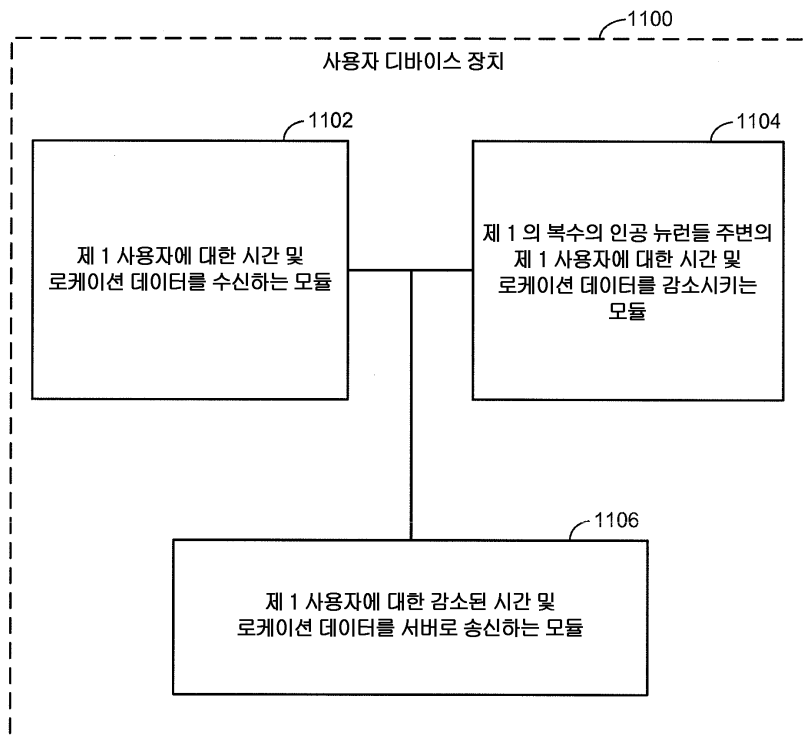 1100
사용자 디바이스 장치
1102
제 1 사용자에 대한 시간 및
로케이션 데이터를 수신하는 모듈
1104
제 1 의 복수의 인공 뉴런들 주변의
제 1 사용자에 대한 시간 및
로케이션 데이터를 감소시키는
모듈
1106
제 1 사용자에 대한 감소된 시간 및
로케이션 데이터를 서버로 송신하는 모듈